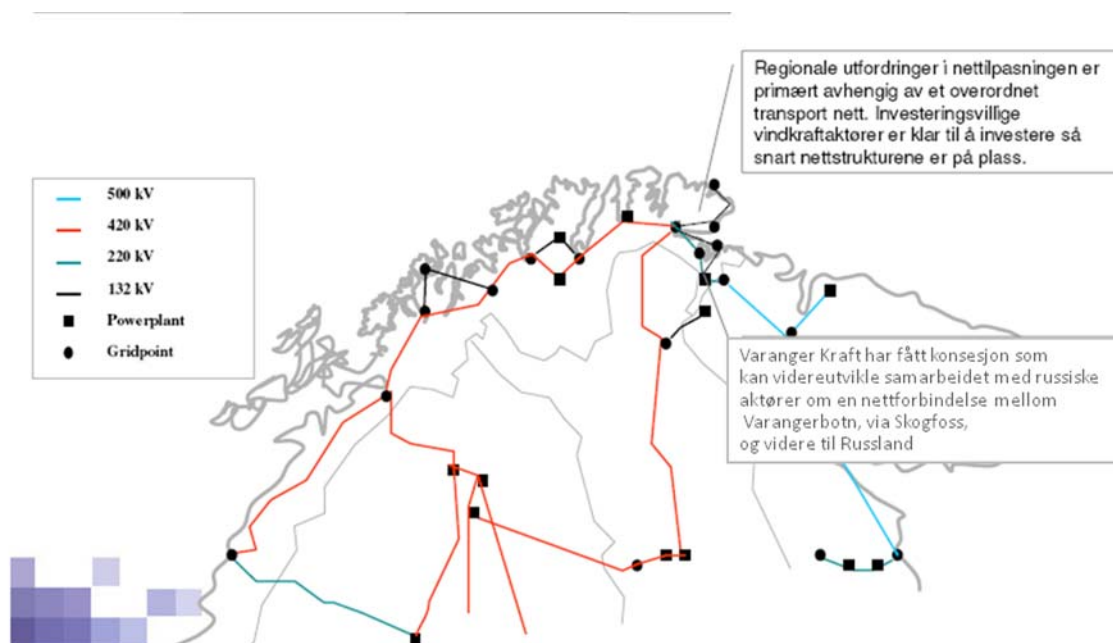 Regionale utfordringer i nettilpasningen er
primært avhengig av et overordnet
transport nett. Investeringsvillige
vindkraftaktører er klar til å investere så
snart nettstrukturene er på plass.
500 kV
420 kV
220 kV
132 kV
Powerplant
Gridpoint
Varanger Kraft har fått konsesjon som
kan videreutvikle samarbeidet med russiske
aktører om en nettforbindelse mellom
Varangerbotn, via Skogfoss,
og videre til Russland